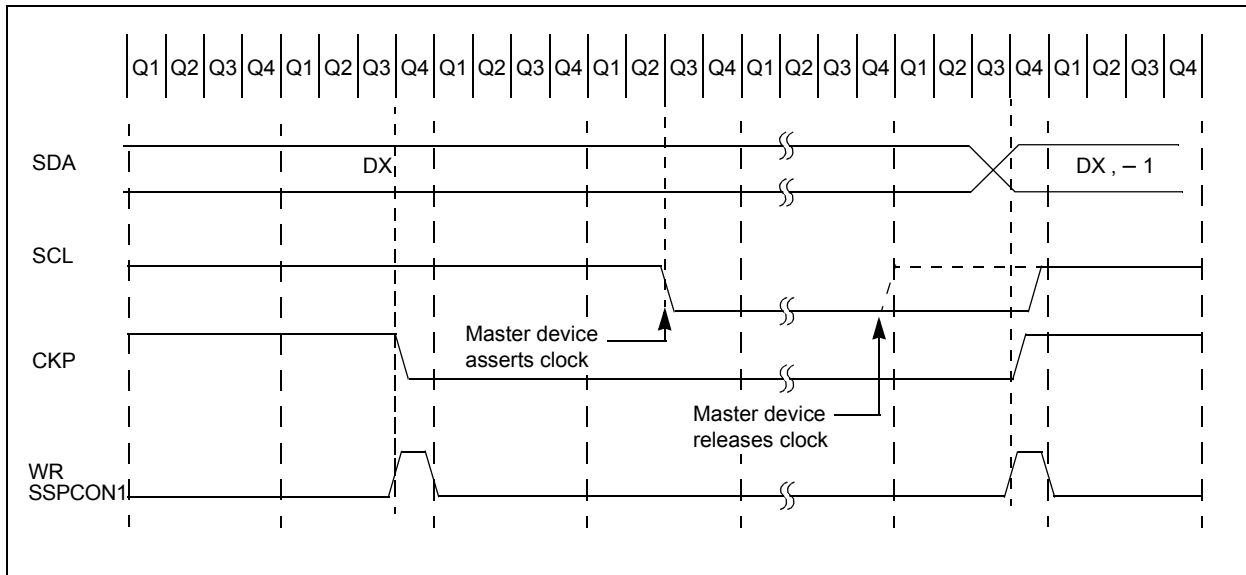 Q1 Q2 Q3 Q4 Q1 Q2 Q3 Q4 Q1 Q2 Q3 Q4 Q1 Q2 Q3 Q4 Q1 Q2 Q3 Q4 Q1 Q2 Q3 Q4 Q1 Q2 Q3 Q4
SDA
DX
DX , – 1
SCL
Master device
asserts clock
CKP
Master device
releases clock
WR
SSPCON1